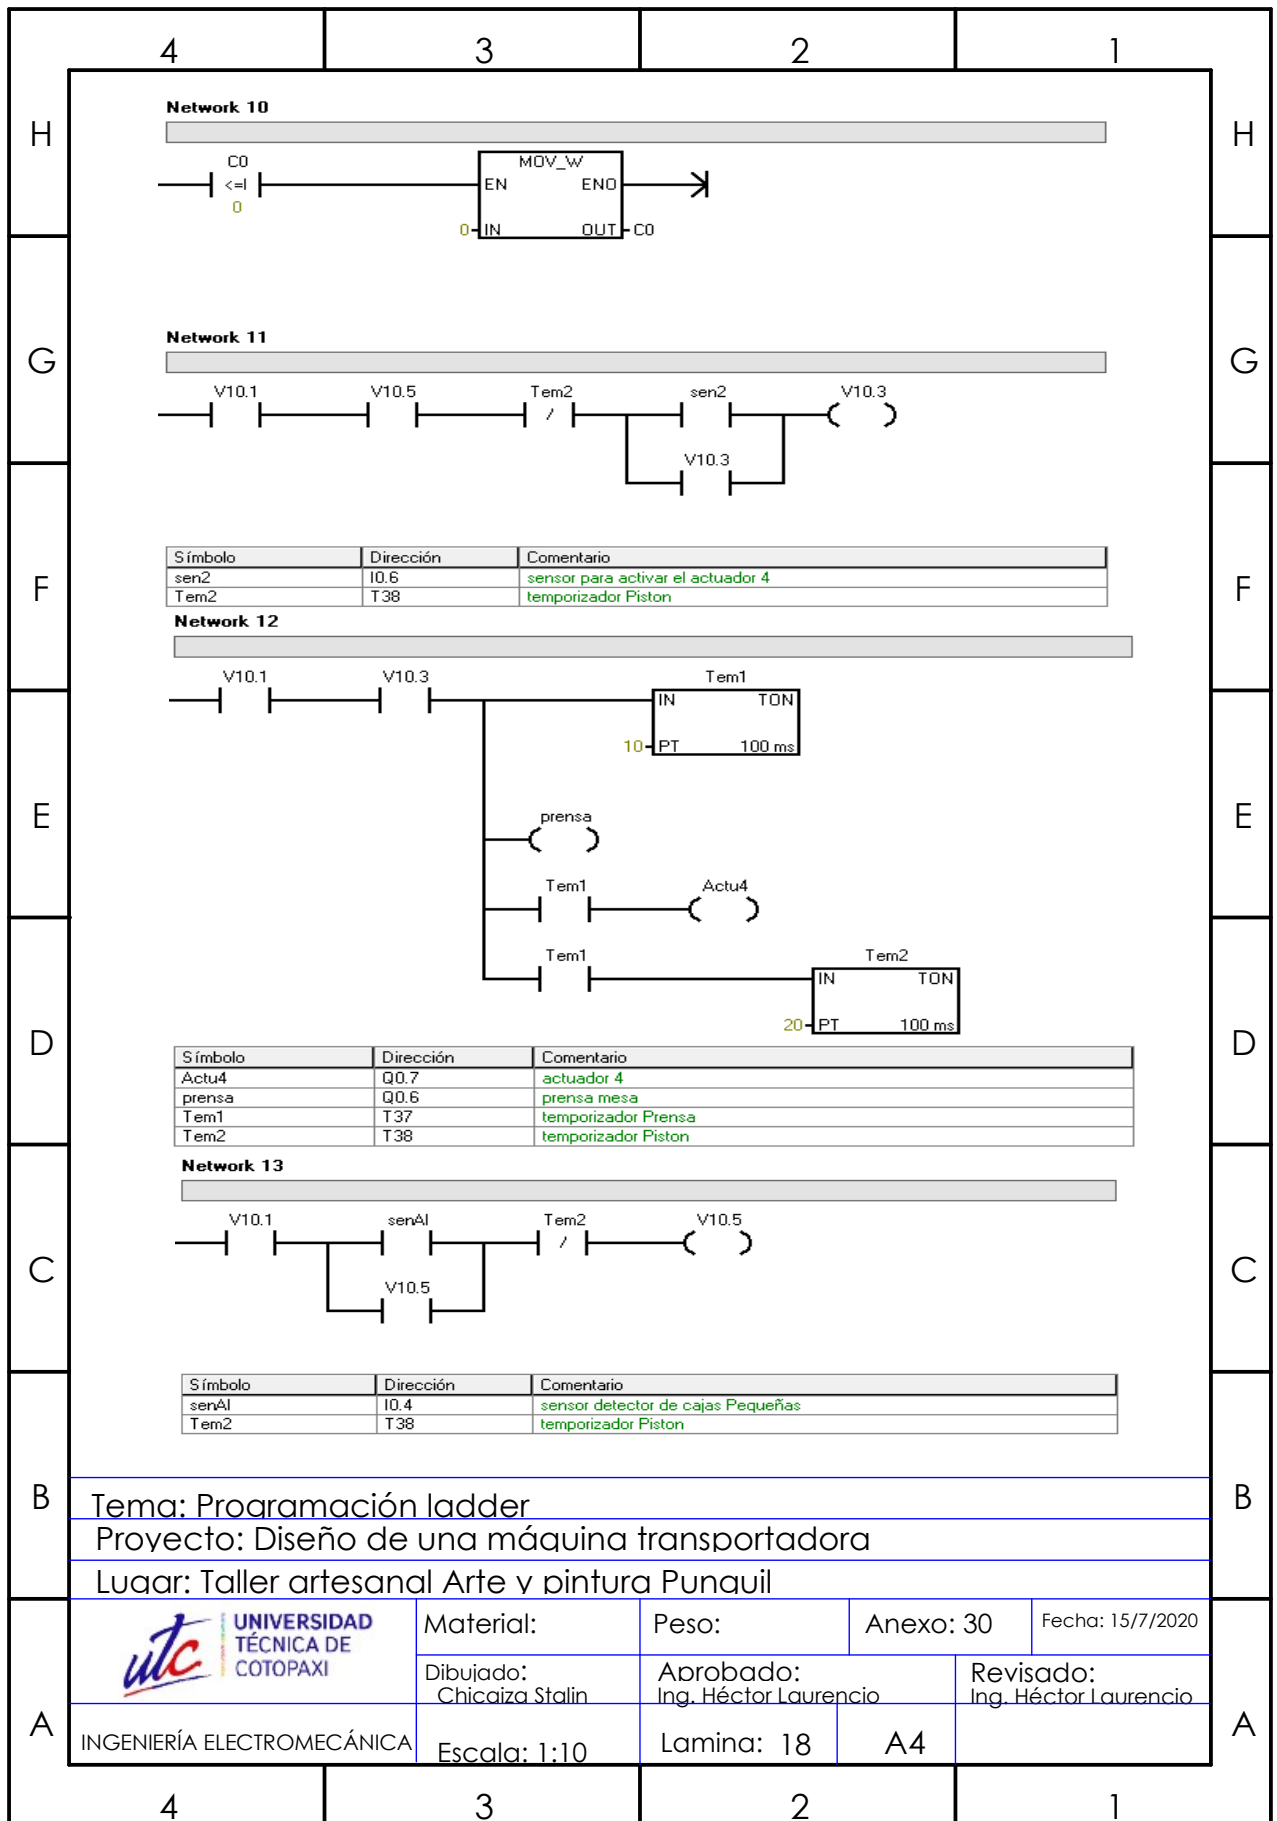 4 3 2 1
H H
Network 10
C0
<=I
0
MOV_W
EN ENO
0 IN OUT C0
G G
Network 11
V10.1 V10.5 Tem2 sen2 V10.3
/
V10.3
F F
Símbolo Dirección Comentario
sen2 I0.6 sensor para activar el actuador 4
Tem2 T38 temporizador Piston
Network 12
V10.1 V10.3 Tem1
IN TON
10 PT 100 ms
E E
prensa
Tem1 Actu4
Tem1 Tem2
IN TON
20 PT 100 ms
D D
Símbolo Dirección Comentario
Actu4 Q0.7 actuador 4
prensa Q0.6 prensa mesa
Tem1 T37 temporizador Prensa
Tem2 T38 temporizador Piston
Network 13
V10.1 senAl Tem2 V10.5
/
V10.5
C C
Símbolo Dirección Comentario
senAl I0.4 sensor detector de cajas Pequeñas
Tem2 T38 temporizador Piston
B B
Tema: Programación ladder
Proyecto: Diseño de una máquina transportadora
Lugar: Taller artesanal Arte y pintura Punguil
utc UNIVERSIDAD
TÉCNICA DE
COTOPAXI
Material: Peso: Anexo: 30 Fecha: 15/7/2020
Dibujado: Aprobado: Revisado:
Chicaiza Stalin Ing. Héctor Laurencio Ing. Héctor Laurencio
A A
INGENIERÍA ELECTROMECÁNICA Escala: 1:10 Lamina: 18 A4
4 3 2 1